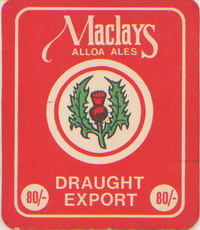 Maclays
ALLOA ALES
DRAUGHT
80/- EXPORT 80/-